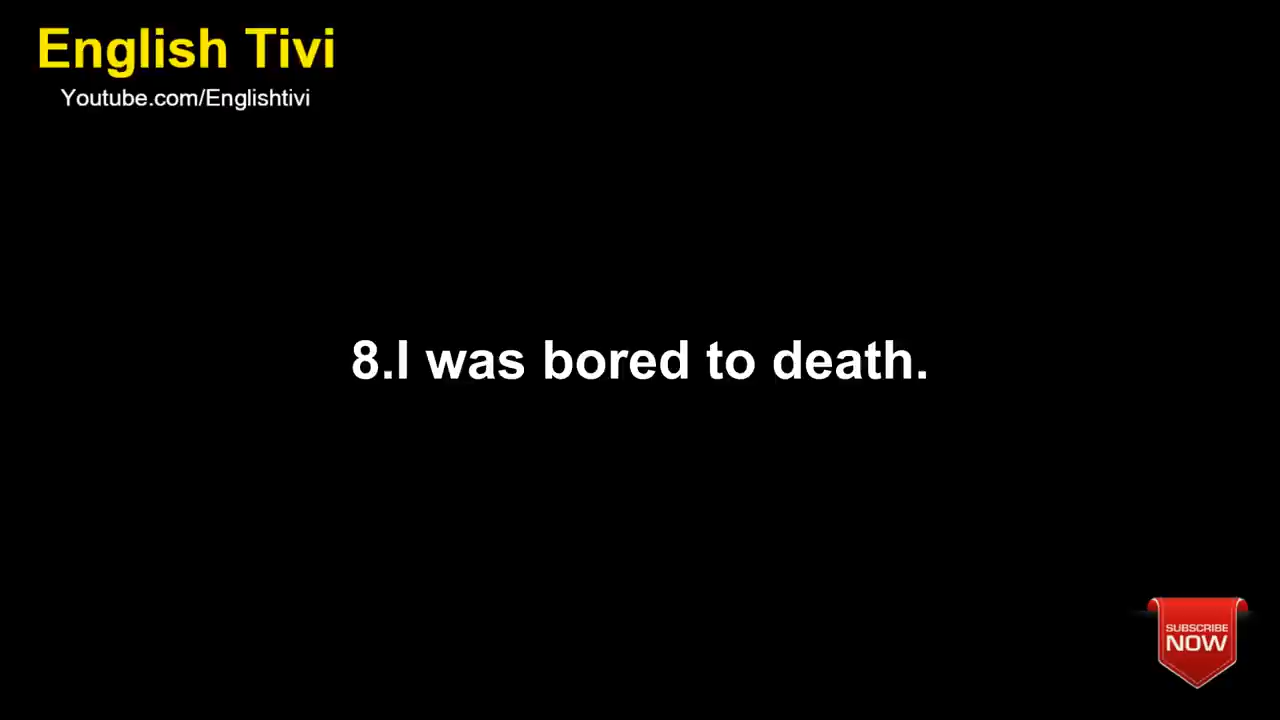 English Tivi
Youtube.com/Englishtivi
8.I was bored to death.
SUBSCRIBE
NOW